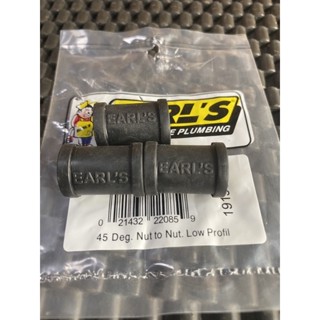 EARL'S
PLUMBING
EARL'S
EARL'S
0 21432 22085 9
45 Deg. Nut to Nut. Low Profil